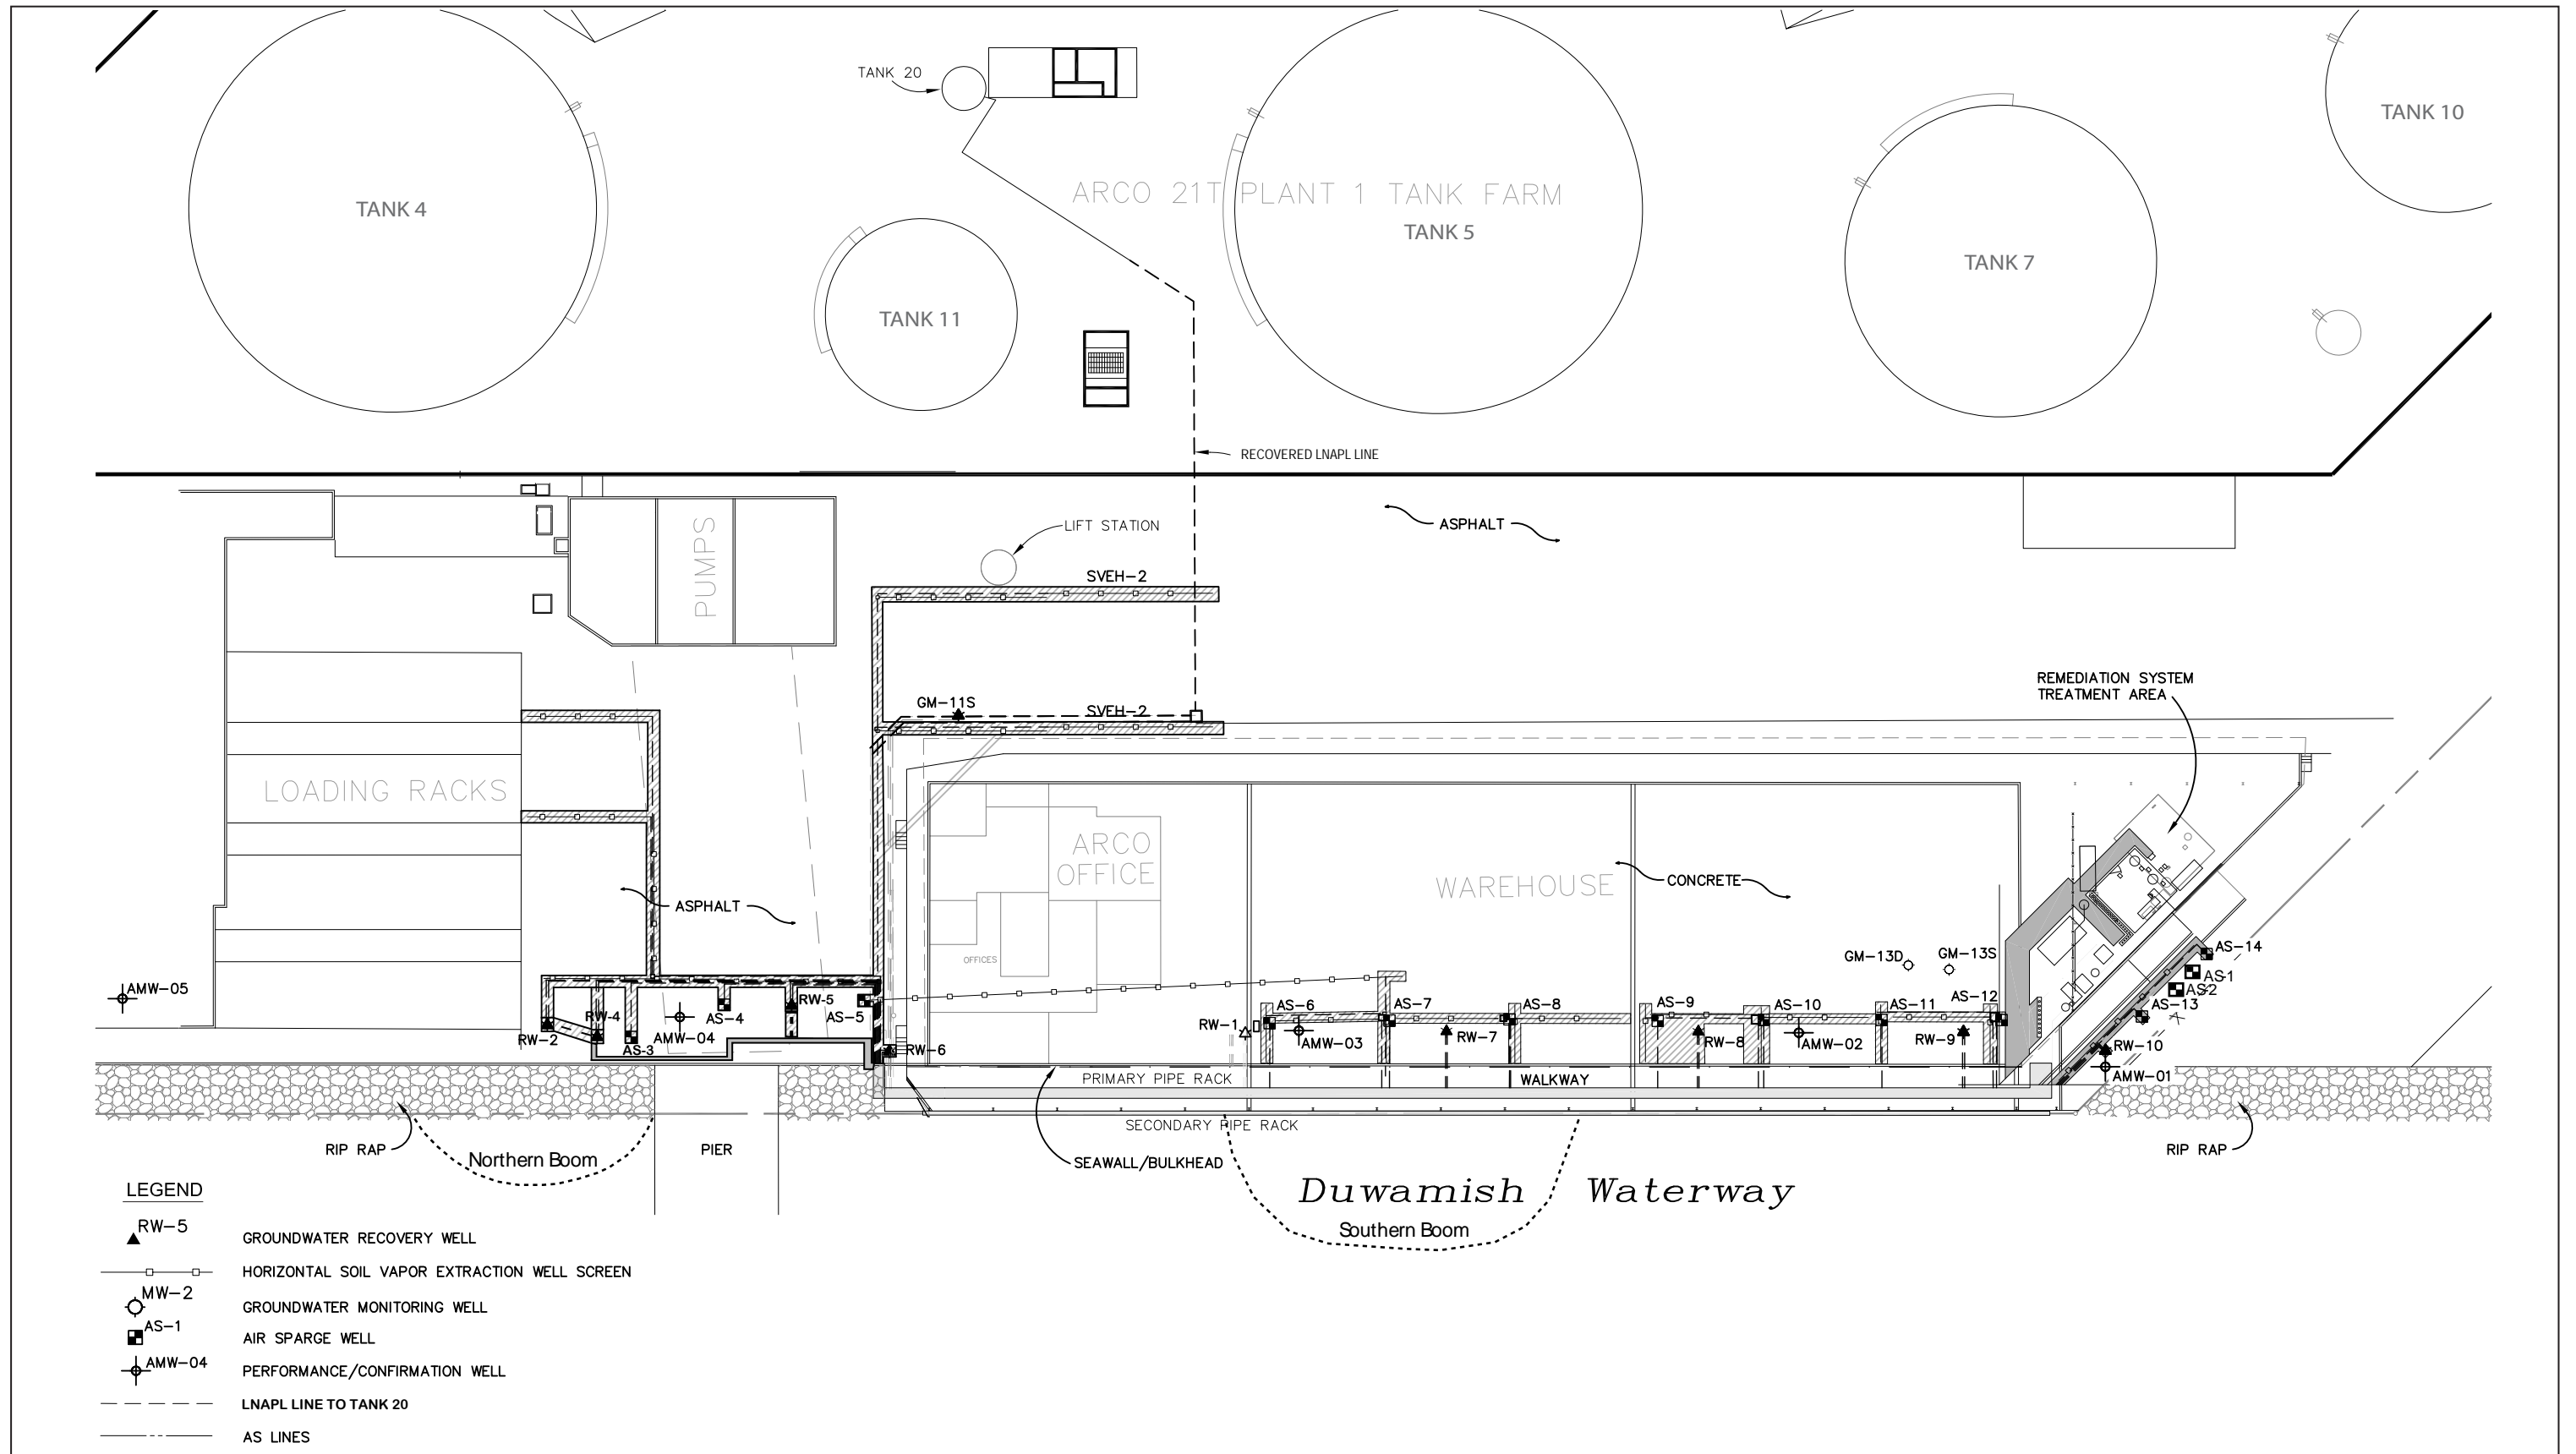 TANK 20
TANK 10
ARCO 21T PLANT 1 TANK FARM
TANK 4
TANK 5
TANK 7
TANK 11
RECOVERED LNAPL LINE
LIFT STATION
ASPHALT
PUMPS
SVEH-2
REMEDIATION SYSTEM
TREATMENT AREA
GM-11S
SVEH-2
LOADING RACKS
ARCO
OFFICE
WAREHOUSE
CONCRETE
ASPHALT
OFFICES
GM-13D
GM-13S
AS-14
AS-1
AS-2
AS-13
AMW-05
RW-5
AS-5
RW-4
AS-4
RW-2
AMW-04
AS-3
RW-6
RW-1
AS-6
AMW-03
AS-7
RW-7
AS-8
AS-9
RW-8
AS-10
AMW-02
AS-11
RW-9
AS-12
RW-10
AMW-01
PRIMARY PIPE RACK
WALKWAY
SECONDARY PIPE RACK
RIP RAP
Northern Boom
PIER
SEAWALL/BULKHEAD
RIP RAP
Duwamish Waterway
Southern Boom
LEGEND
RW-5
GROUNDWATER RECOVERY WELL
HORIZONTAL SOIL VAPOR EXTRACTION WELL SCREEN
MW-2
GROUNDWATER MONITORING WELL
AS-1
AIR SPARGE WELL
AMW-04
PERFORMANCE/CONFIRMATION WELL
LNAPL LINE TO TANK 20
AS LINES